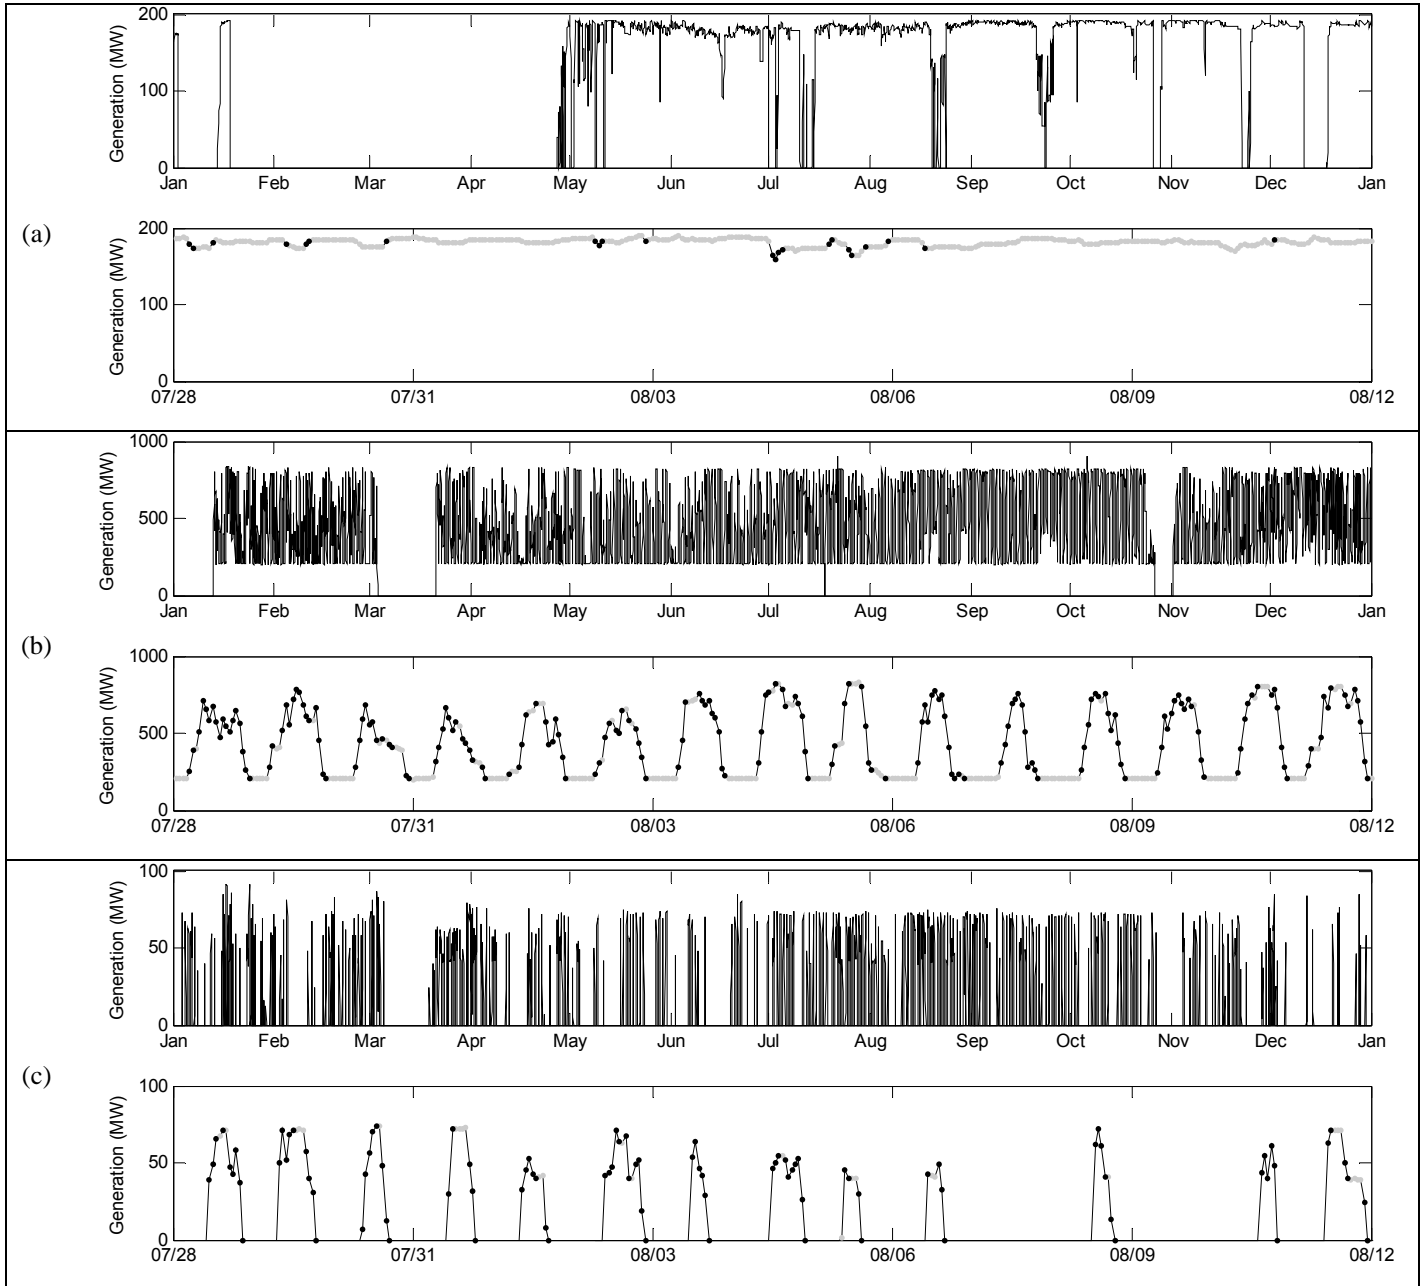 200
100
0
Generation (MW)
Jan Feb Mar Apr May Jun Jul Aug Sep Oct Nov Dec Jan
(a)
200
100
0
Generation (MW)
07/28 07/31 08/03 08/06 08/09 08/12
1000
500
0
Generation (MW)
Jan Feb Mar Apr May Jun Jul Aug Sep Oct Nov Dec Jan
(b)
1000
500
0
Generation (MW)
07/28 07/31 08/03 08/06 08/09 08/12
100
50
0
Generation (MW)
Jan Feb Mar Apr May Jun Jul Aug Sep Oct Nov Dec Jan
(c)
100
50
0
Generation (MW)
07/28 07/31 08/03 08/06 08/09 08/12